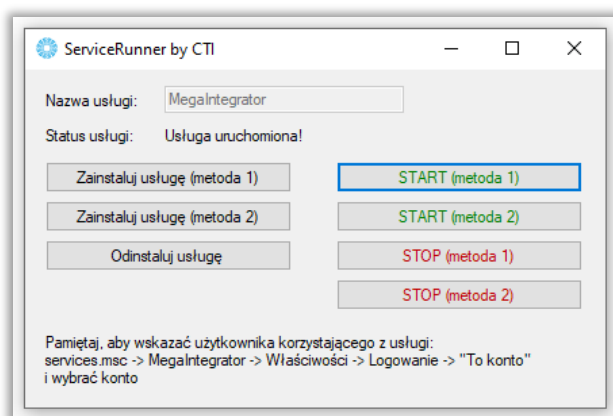 ServiceRunner by CTI
Nazwa usługi: MegaIntegrator
Status usługi: Usługa uruchomiona!
Zainstaluj usługę (metoda 1) START (metoda 1)
Zainstaluj usługę (metoda 2) START (metoda 2)
Odinstaluj usługę STOP (metoda 1)
STOP (metoda 2)
Pamiętaj, aby wskazać użytkownika korzystającego z usługi:
services.msc -> MegaIntegrator -> Właściwości -> Logowanie -> "To konto"
i wybrać konto